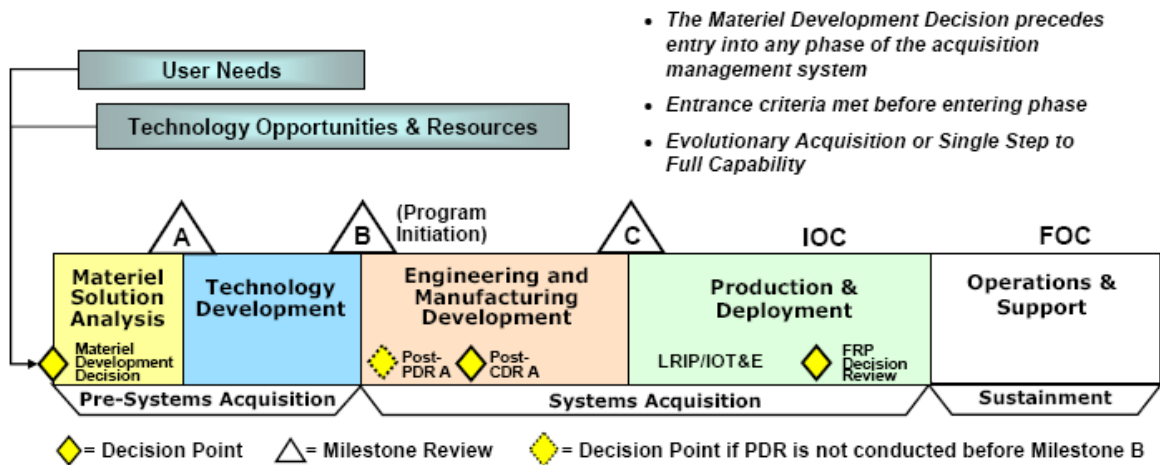 • The Materiel Development Decision precedes
entry into any phase of the acquisition
management system
• Entrance criteria met before entering phase
• Evolutionary Acquisition or Single Step to
Full Capability
User Needs
Technology Opportunities & Resources
A
B
(Program
Initiation)
C
IOC
FOC
Materiel
Solution
Analysis
Technology
Development
Engineering and
Manufacturing
Development
Production &
Deployment
Operations &
Support
Materiel
Development
Decision
Post-
PDR A
Post-
CDR A
LRIP/IOT&E
FRP
Decision
Review
Pre-Systems Acquisition
Systems Acquisition
Sustainment
= Decision Point
= Milestone Review
= Decision Point if PDR is not conducted before Milestone B